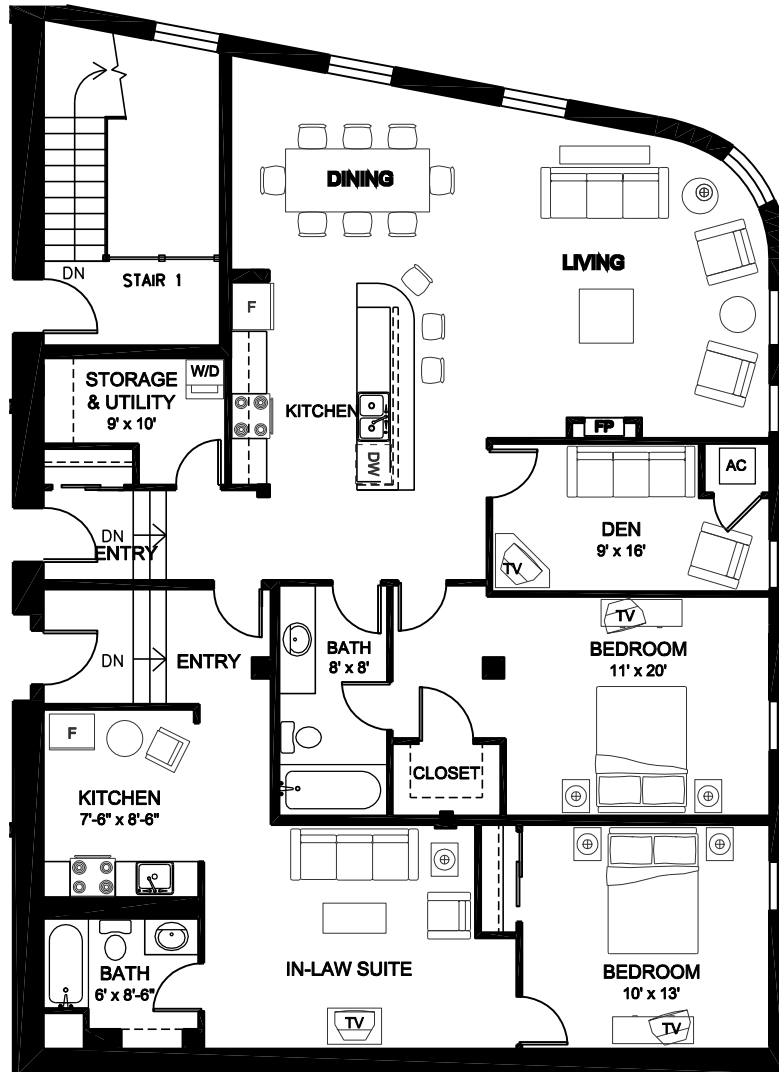 DINING
LIVING
DN
STAIR 1
F
W/D
STORAGE
& UTILITY
9' x 10'
KITCHEN
DW
FP
AC
DEN
9' x 16'
TV
DN
ENTRY
TV
BEDROOM
11' x 20'
BATH
8' x 8'
DN
ENTRY
F
CLOSET
KITCHEN
7'-6" x 8'-6"
IN-LAW SUITE
BATH
6' x 8'-6"
BEDROOM
10' x 13'
TV
TV